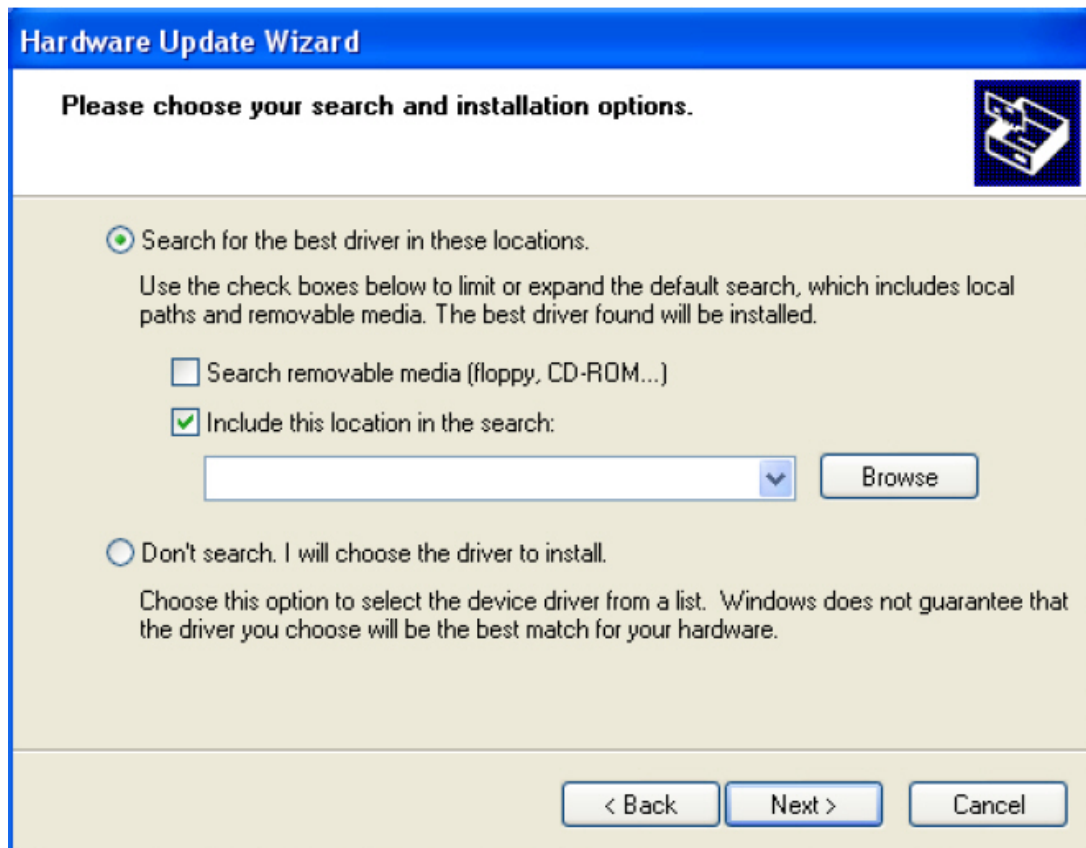 Hardware Update Wizard
Please choose your search and installation options.
Search for the best driver in these locations.
Use the check boxes below to limit or expand the default search, which includes local
paths and removable media. The best driver found will be installed.
Search removable media (floppy, CD-ROM...)
Include this location in the search:
Browse
Don't search. I will choose the driver to install.
Choose this option to select the device driver from a list.  Windows does not guarantee that
the driver you choose will be the best match for your hardware.
< Back
Next >
Cancel